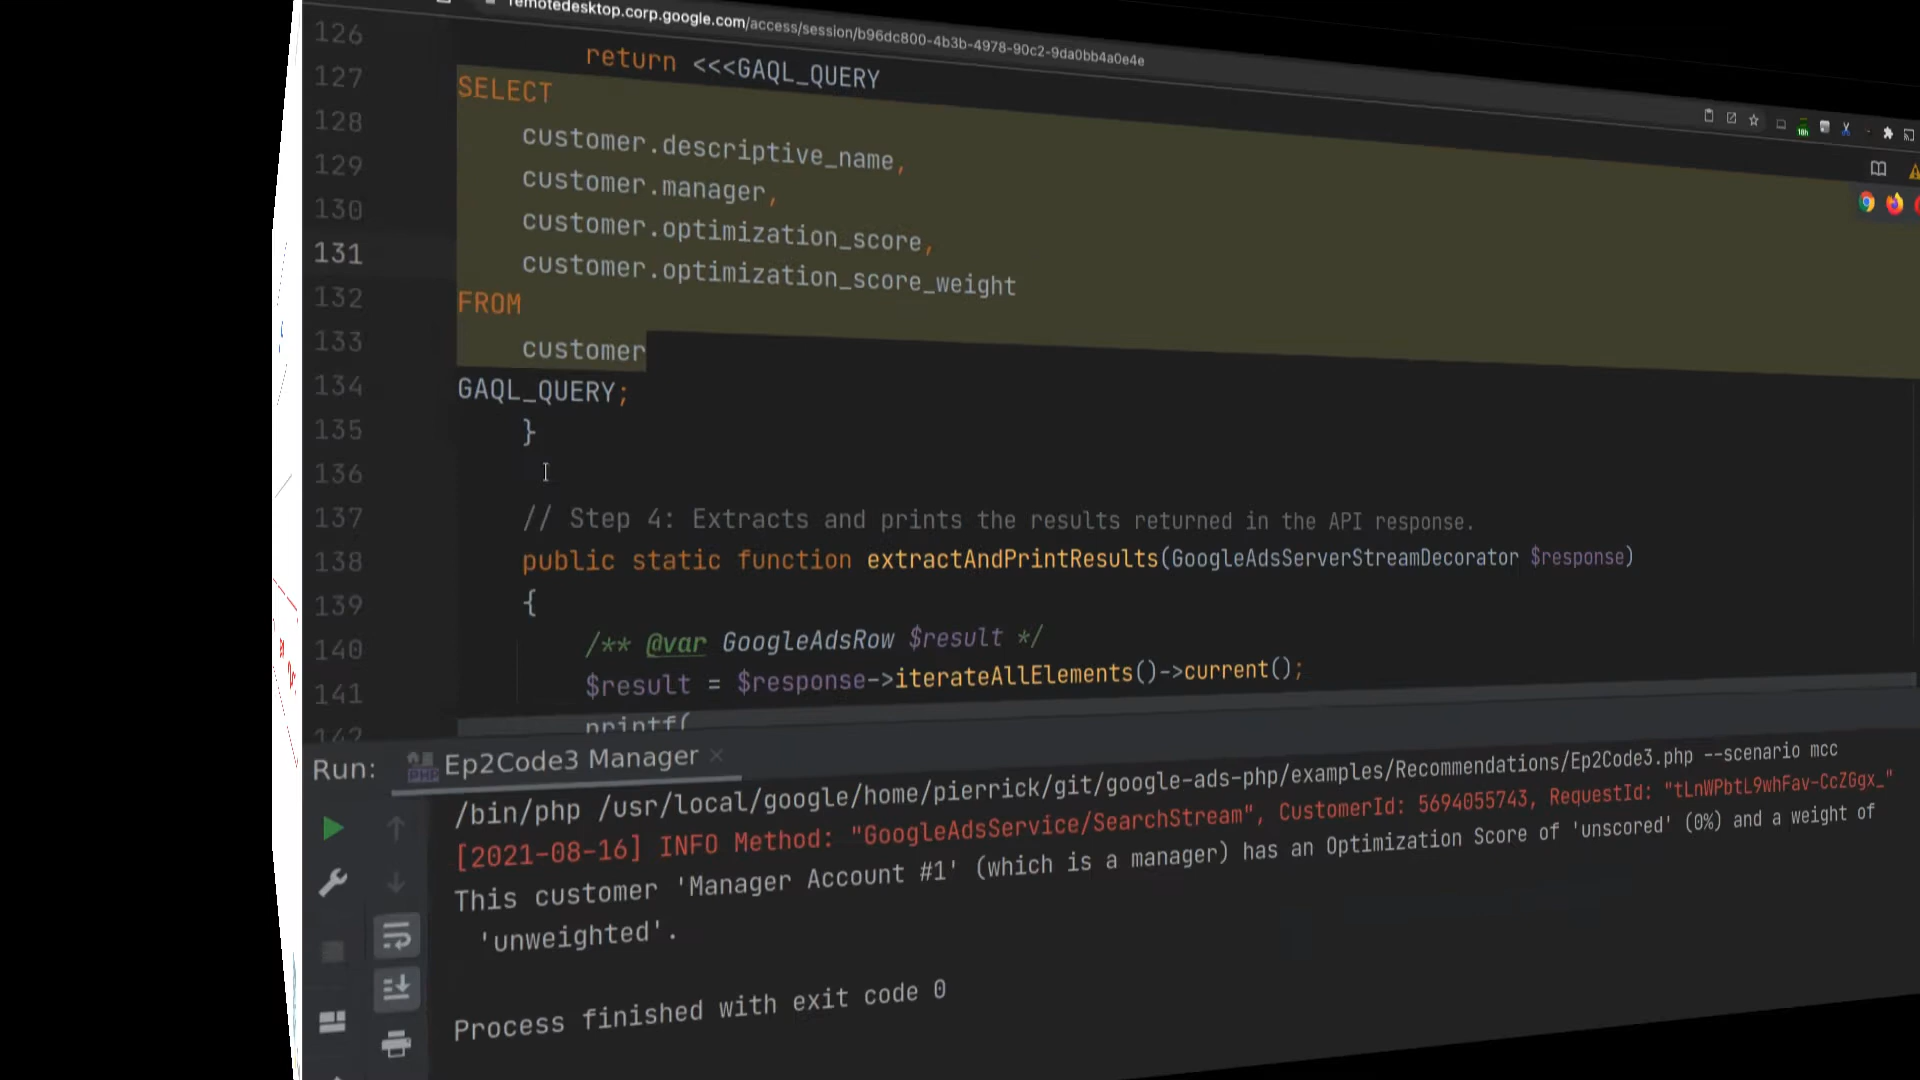 remotedesktop.corp.google.com/access/session/b96dc800-4b3b-4978-90c2-9da0bb4a0e4e
126 return <<<GAQL_QUERY
127 SELECT
128 customer.descriptive_name,
129 customer.manager,
130 customer.optimization_score,
131 customer.optimization_score_weight
132 FROM
133 customer
134 GAQL_QUERY;
135 }
136
137 // Step 4: Extracts and prints the results returned in the API response.
138 public static function extractAndPrintResults(GoogleAdsServerStreamDecorator $response)
139 {
140 /** @var GoogleAdsRow $result */
141 $result = $response->iterateAllElements()->current();
142 printf(
Run: Ep2Code3 Manager ×
/bin/php /usr/local/google/home/pierrick/git/google-ads-php/examples/Recommendations/Ep2Code3.php --scenario mcc
[2021-08-16] INFO Method: "GoogleAdsService/SearchStream", CustomerId: 5694055743, RequestId: "tLnWPbtL9whFav-CcZGgx_"
This customer 'Manager Account #1' (which is a manager) has an Optimization Score of 'unscored' (0%) and a weight of
'unweighted'.
Process finished with exit code 0